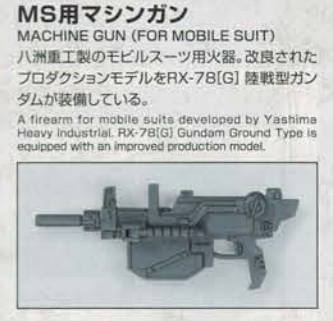 MS用マシンガン
MACHINE GUN (FOR MOBILE SUIT)
八洲重工製のモビルスーツ用火器。改良された
プロダクションモデルをRX-78[G] 陸戦型ガン
ダムが装備している。
A firearm for mobile suits developed by Yashima
Heavy Industrial. RX-78[G] Gundam Ground Type is
equipped with an improved production model.